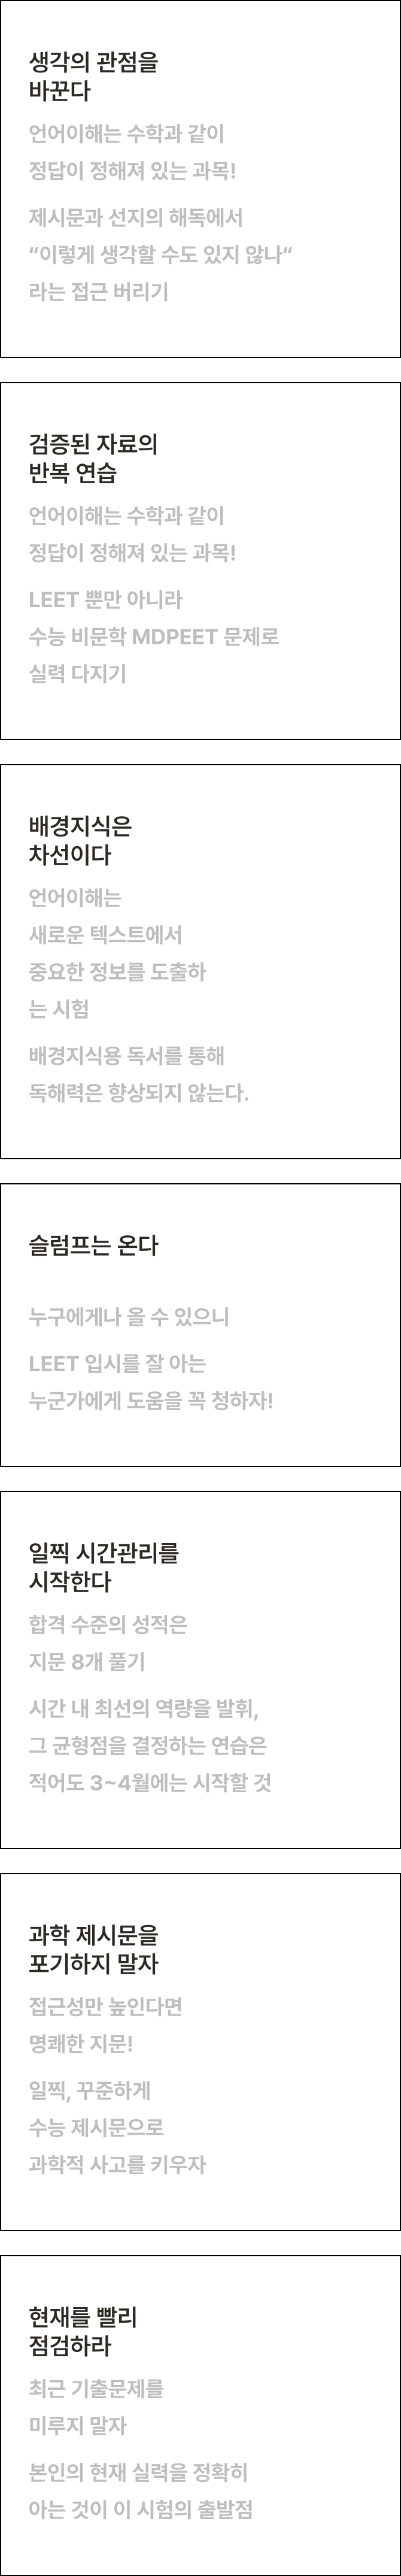 생각의 관점을
바꾼다
언어이해는 수학과 같이
정답이 정해져 있는 과목!
제시문과 선지의 해독에서
“이렇게 생각할 수도 있지 않나“
라는 접근 버리기
검증된 자료의
반복 연습
언어이해는 수학과 같이
정답이 정해져 있는 과목!
LEET 뿐만 아니라
수능 비문학 MDPEET 문제로
실력 다지기
배경지식은
차선이다
언어이해는
새로운 텍스트에서
중요한 정보를 도출하
는 시험
배경지식용 독서를 통해
독해력은 향상되지 않는다.
슬럼프는 온다
누구에게나 올 수 있으니
LEET 입시를 잘 아는
누군가에게 도움을 꼭 청하자!
일찍 시간관리를
시작한다
합격 수준의 성적은
지문 8개 풀기
시간 내 최선의 역량을 발휘,
그 균형점을 결정하는 연습은
적어도 3~4월에는 시작할 것
과학 제시문을
포기하지 말자
접근성만 높인다면
명쾌한 지문!
일찍, 꾸준하게
수능 제시문으로
과학적 사고를 키우자
현재를 빨리
점검하라
최근 기출문제를
미루지 말자
본인의 현재 실력을 정확히
아는 것이 이 시험의 출발점